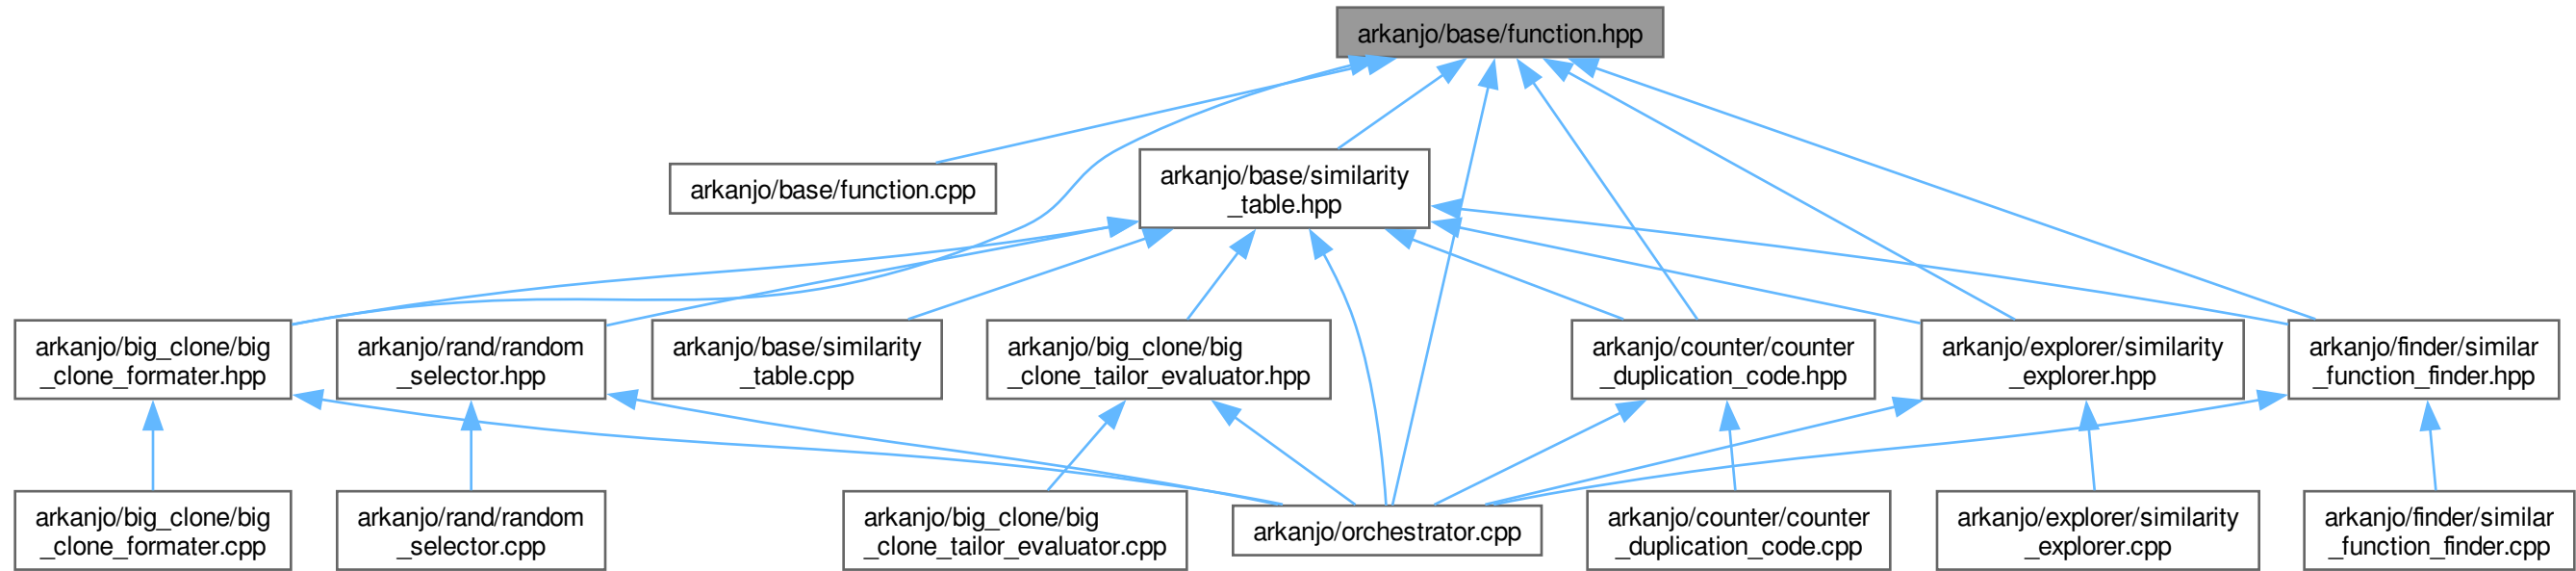 arkanjo/base/function.hpp
arkanjo/base/function.cpp
arkanjo/base/similarity
_table.hpp
arkanjo/big_clone/big
_clone_formater.hpp
arkanjo/rand/random
_selector.hpp
arkanjo/base/similarity
_table.cpp
arkanjo/big_clone/big
_clone_tailor_evaluator.hpp
arkanjo/counter/counter
_duplication_code.hpp
arkanjo/explorer/similarity
_explorer.hpp
arkanjo/finder/similar
_function_finder.hpp
arkanjo/big_clone/big
_clone_formater.cpp
arkanjo/rand/random
_selector.cpp
arkanjo/big_clone/big
_clone_tailor_evaluator.cpp
arkanjo/orchestrator.cpp
arkanjo/counter/counter
_duplication_code.cpp
arkanjo/explorer/similarity
_explorer.cpp
arkanjo/finder/similar
_function_finder.cpp